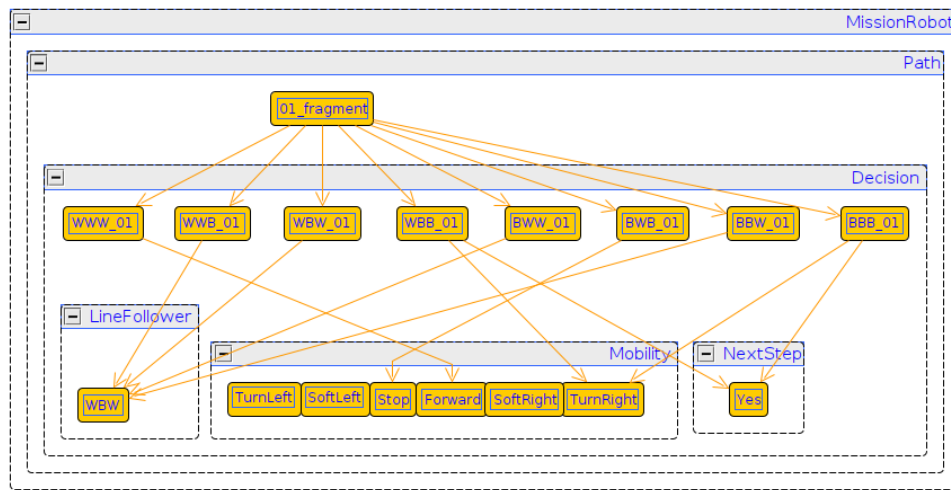 MissionRobot
Path
01_fragment
Decision
WWW_01 WWB_01 WBW_01 WBB_01 BWW_01 BWB_01 BBW_01 BBB_01
LineFollower
Mobility
NextStep
WBW
TurnLeft SoftLeft Stop Forward SoftRight TurnRight
Yes